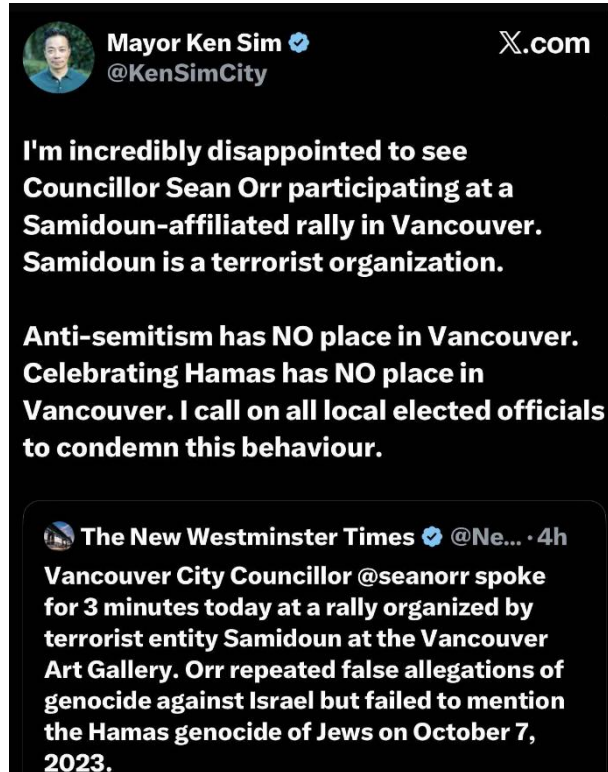 Mayor Ken Sim
X.com
@KenSimCity
I'm incredibly disappointed to see
Councillor Sean Orr participating at a
Samidoun-affiliated rally in Vancouver.
Samidoun is a terrorist organization.
Anti-semitism has NO place in Vancouver.
Celebrating Hamas has NO place in
Vancouver. I call on all local elected officials
to condemn this behaviour.
The New Westminster Times @Ne... · 4h
Vancouver City Councillor @seanorr spoke
for 3 minutes today at a rally organized by
terrorist entity Samidoun at the Vancouver
Art Gallery. Orr repeated false allegations of
genocide against Israel but failed to mention
the Hamas genocide of Jews on October 7,
2023.